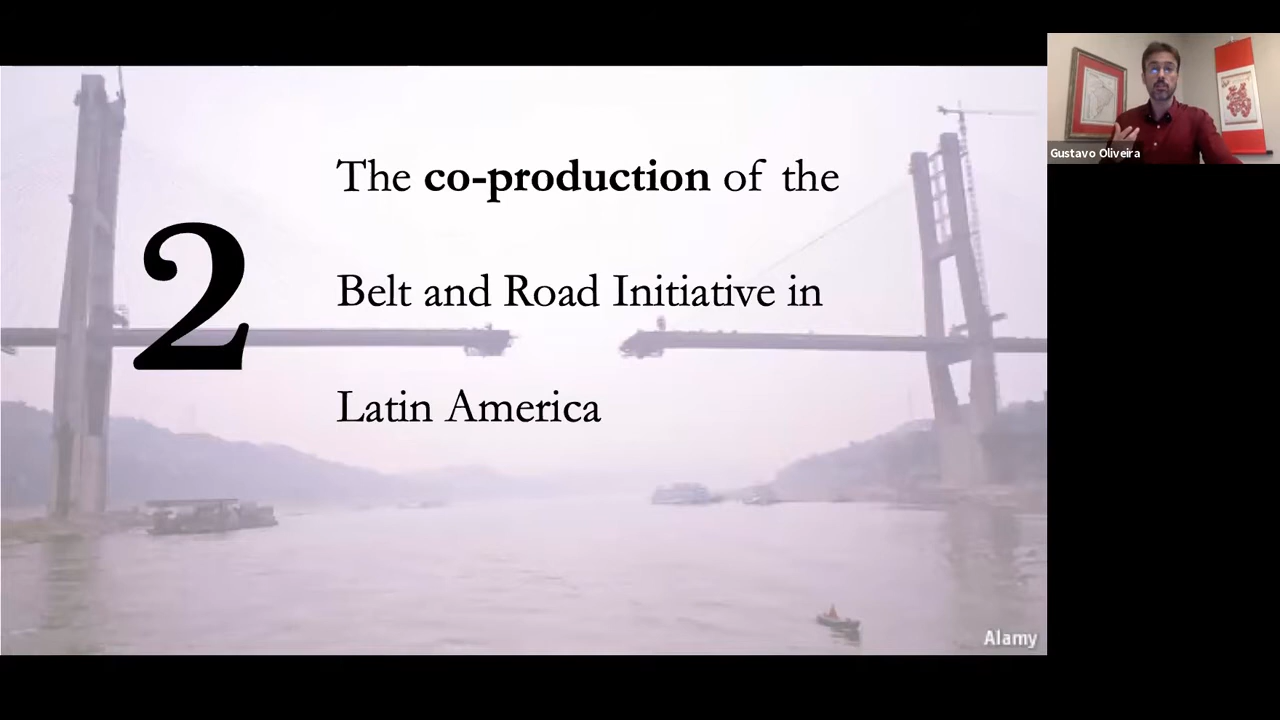 The co-production of the
2
Belt and Road Initiative in
Latin America
Alamy
Gustavo Oliveira